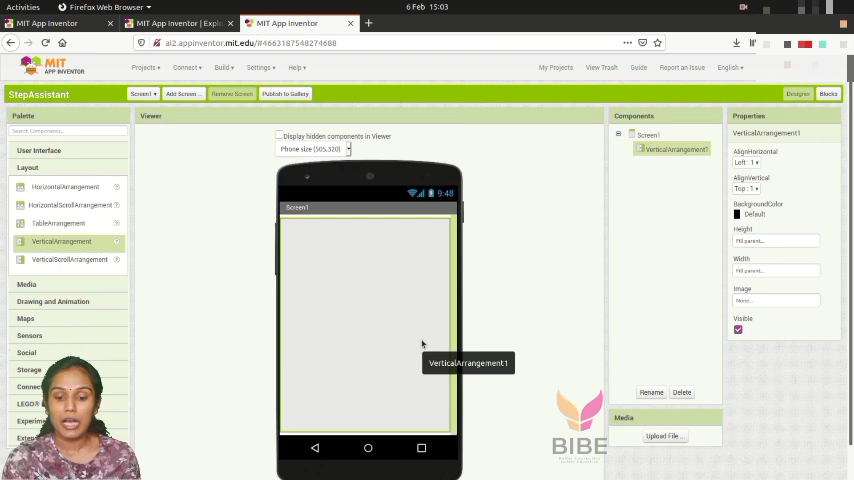 Activities
Firefox Web Browser ▾
6 Feb 15:03
MIT App Inventor
MIT App Inventor | Explo
MIT App Inventor
ai2.appinventor.mit.edu/#4663187548274688
MIT
APP INVENTOR
Projects ▾ Connect ▾ Build ▾ Settings ▾ Help ▾
My Projects View Trash Guide Report an Issue English ▾
StepAssistant
Screen1 ▾ Add Screen ... Remove Screen Publish to Gallery
Designer Blocks
Palette
Search Components...
User Interface
Layout
HorizontalArrangement
HorizontalScrollArrangement
TableArrangement
VerticalArrangement
VerticalScrollArrangement
Media
Drawing and Animation
Maps
Sensors
Social
Storage
Connec
LEGO®
Experim
Exten
Viewer
Display hidden components in Viewer
Phone size (505,320)
9:48
Screen1
VerticalArrangement1
BIBE
Components
Screen1
VerticalArrangement1
Rename Delete
Media
Upload File ...
Properties
VerticalArrangement1
AlignHorizontal
Left : 1 ▾
AlignVertical
Top : 1 ▾
BackgroundColor
Default
Height
Fill parent...
Width
Fill parent...
Image
None...
Visible